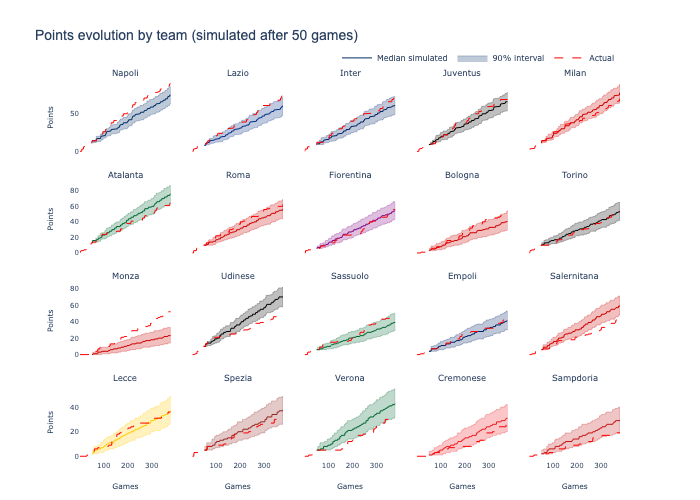 Points evolution by team (simulated after 50 games)
Median simulated 90% interval Actual
Napoli Lazio Inter Juventus Milan
Points
50
0
Atalanta Roma Fiorentina Bologna Torino
Points
80
60
40
20
0
Monza Udinese Sassuolo Empoli Salernitana
Points
80
60
40
20
0
Lecce Spezia Verona Cremonese Sampdoria
Points
40
20
0
100 200 300 100 200 300 100 200 300 100 200 300 100 200 300
Games Games Games Games Games